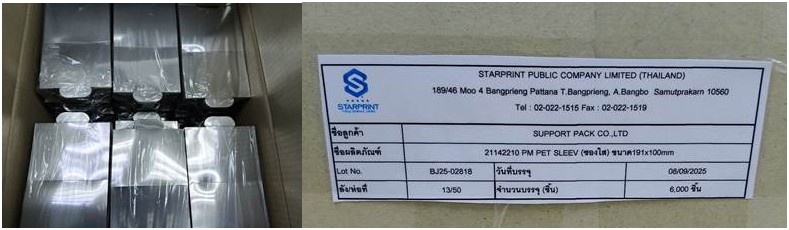 STARPRINT PUBLIC COMPANY LIMITED (THAILAND)
189/46 Moo 4 Bangprieng Pattana T.Bangprieng, A.Bangbo Samutprakarn 10560
Tel : 02-022-1515 Fax : 02-022-1519
STARPRINT
ชื่อลูกค้า SUPPORT PACK CO.,LTD
ชื่อผลิตภัณฑ์ 21142210 PM PET SLEEV (ซองใส) ขนาด191x100mm
Lot No. BJ25-02818 วันที่บรรจุ 08/09/2025
ลัง/ห่อที่ 13/50 จำนวนบรรจุ (ชิ้น) 6,000 ชิ้น